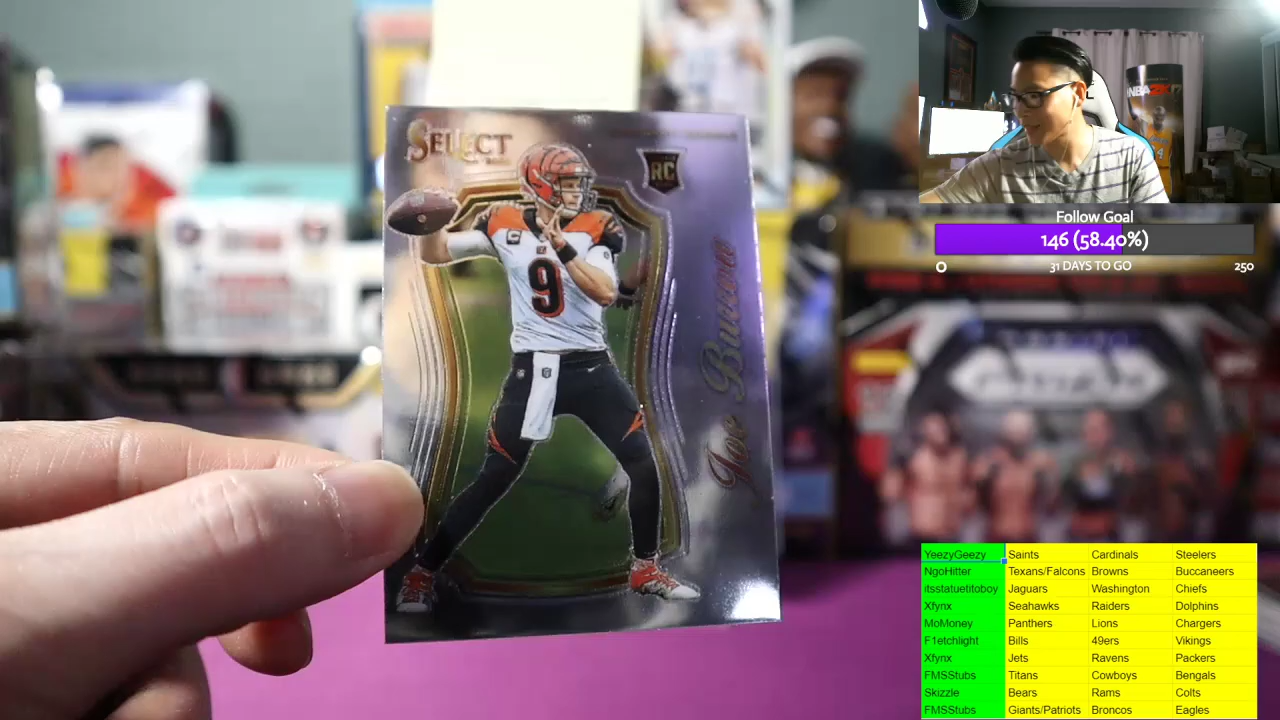 SELECT
RC
9
Joe Burrow
NBA2K17
Follow Goal
146 (58.40%)
0 31 DAYS TO GO 250
YeezyGeezy Saints Cardinals Steelers
NgoHitter Texans/Falcons Browns Buccaneers
itsstatuetitoboy Jaguars Washington Chiefs
Xfynx Seahawks Raiders Dolphins
MoMoney Panthers Lions Chargers
F1etchlight Bills 49ers Vikings
Xfynx Jets Ravens Packers
FMSStubs Titans Cowboys Bengals
Skizzle Bears Rams Colts
FMSStubs Giants/Patriots Broncos Eagles